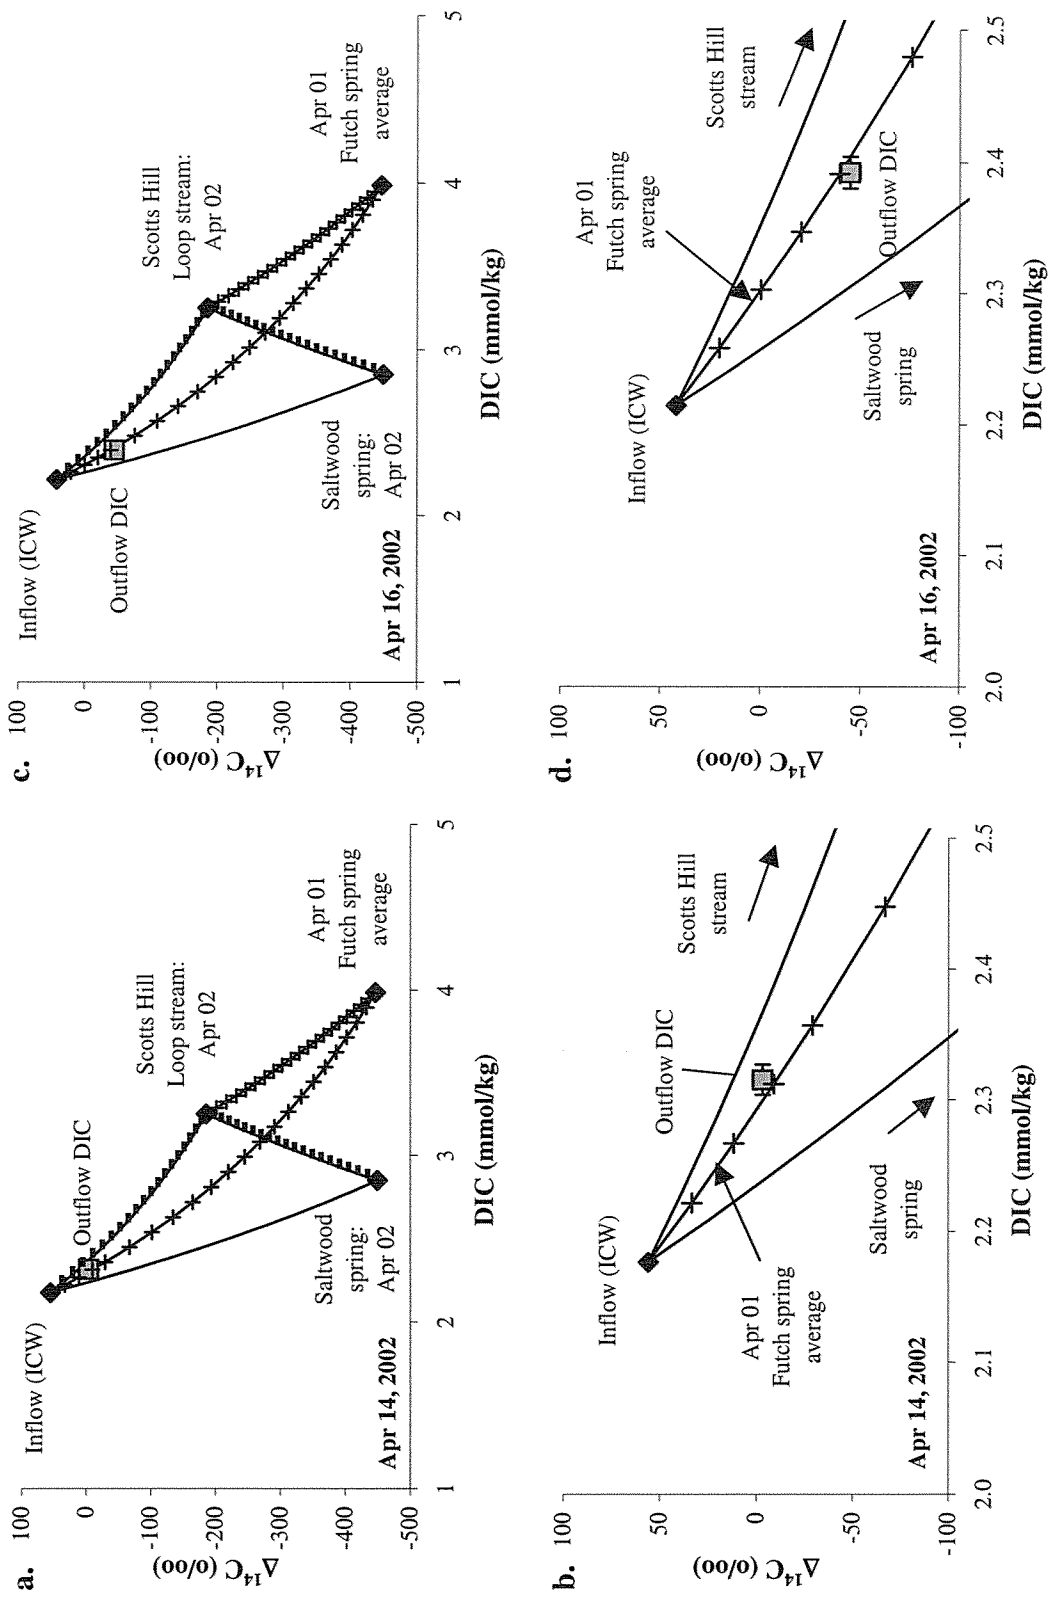 a.
100
0
-100
-200
-300
-400
-500
Δ¹⁴C (o/oo)
Inflow (ICW)
Outflow DIC
Scotts Hill
Loop stream:
Apr 02
Apr 01
Futch spring
average
Saltwood
spring:
Apr 02
Apr 14, 2002
1
2
3
4
5
DIC (mmol/kg)
c.
100
0
-100
-200
-300
-400
-500
Δ¹⁴C (o/oo)
Inflow (ICW)
Outflow DIC
Scotts Hill
Loop stream:
Apr 02
Apr 01
Futch spring
average
Saltwood
spring:
Apr 02
Apr 16, 2002
1
2
3
4
5
DIC (mmol/kg)
b.
100
50
0
-50
-100
Δ¹⁴C (o/oo)
Inflow (ICW)
Outflow DIC
Scotts Hill
stream
Apr 01
Futch spring
average
Saltwood
spring
Apr 14, 2002
2.0
2.1
2.2
2.3
2.4
2.5
DIC (mmol/kg)
d.
100
50
0
-50
-100
Δ¹⁴C (o/oo)
Inflow (ICW)
Apr 01
Futch spring
average
Scotts Hill
stream
Outflow DIC
Saltwood
spring
Apr 16, 2002
2.0
2.1
2.2
2.3
2.4
2.5
DIC (mmol/kg)